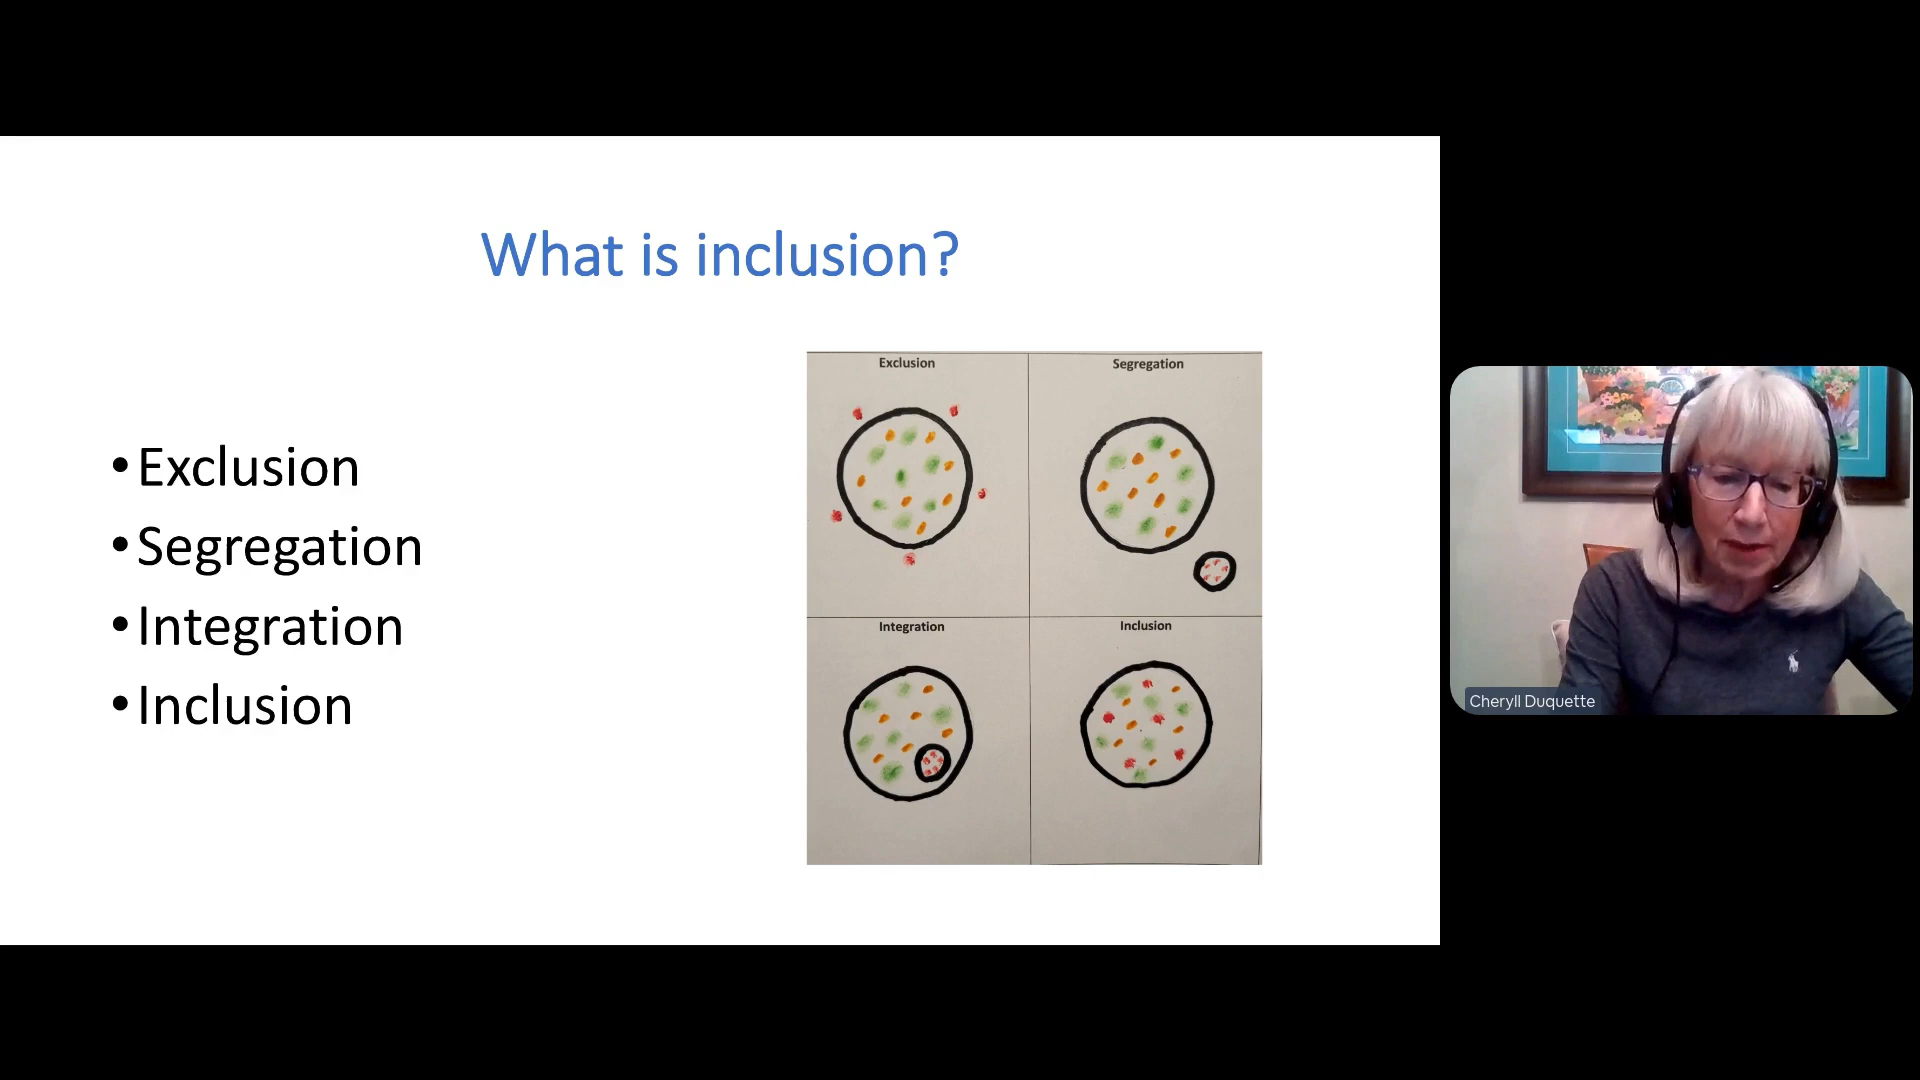 What is inclusion?
•Exclusion
•Segregation
•Integration
•Inclusion
Exclusion
Segregation
Integration
Inclusion
Cheryll Duquette